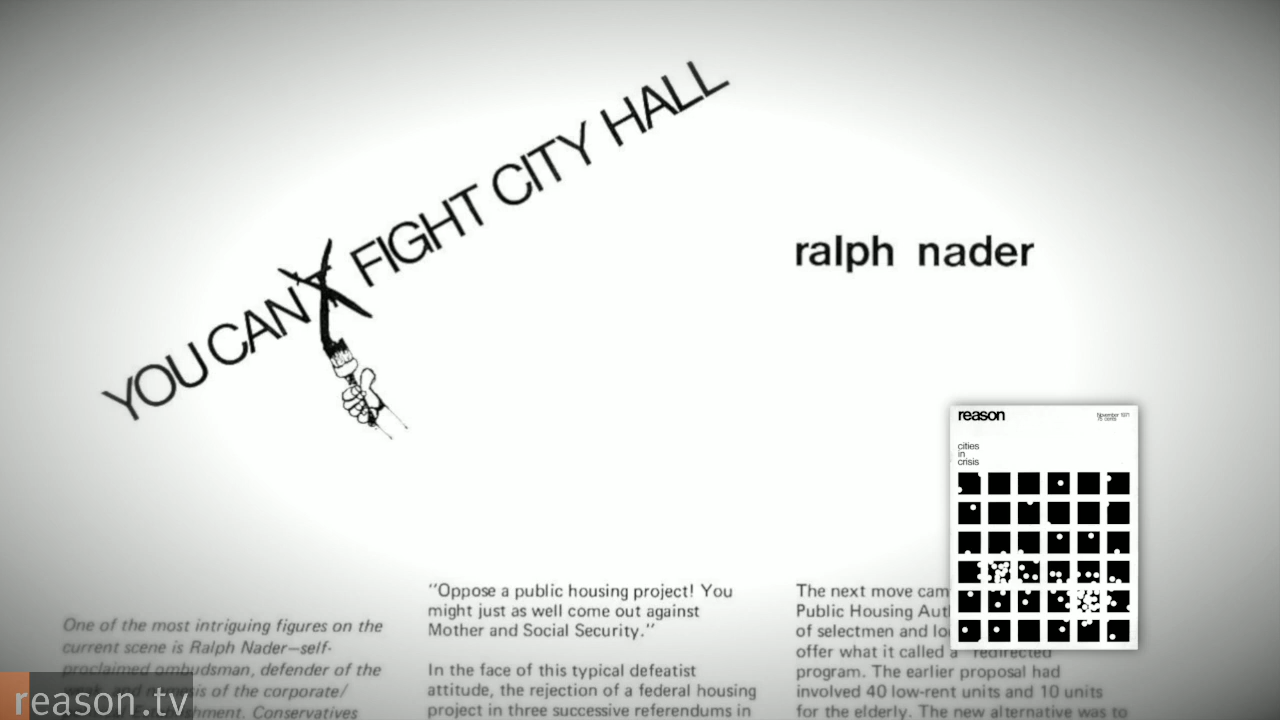 YOU CAN'T FIGHT CITY HALL
ralph nader
reason
November 1971
75 cents
cities
in
crisis
One of the most intriguing figures on the
current scene is Ralph Nader—self-
proclaimed ombudsman, defender of the
of the corporate/
Conservatives
"Oppose a public housing project! You
might just as well come out against
Mother and Social Security."
In the face of this typical defeatist
attitude, the rejection of a federal housing
project in three successive referendums in
The next move cam
Public Housing Aut
of selectmen and lo
offer what it called a "redirected
program. The earlier proposal had
involved 40 low-rent units and 10 units
for the elderly. The new alternative was to
reason.tv